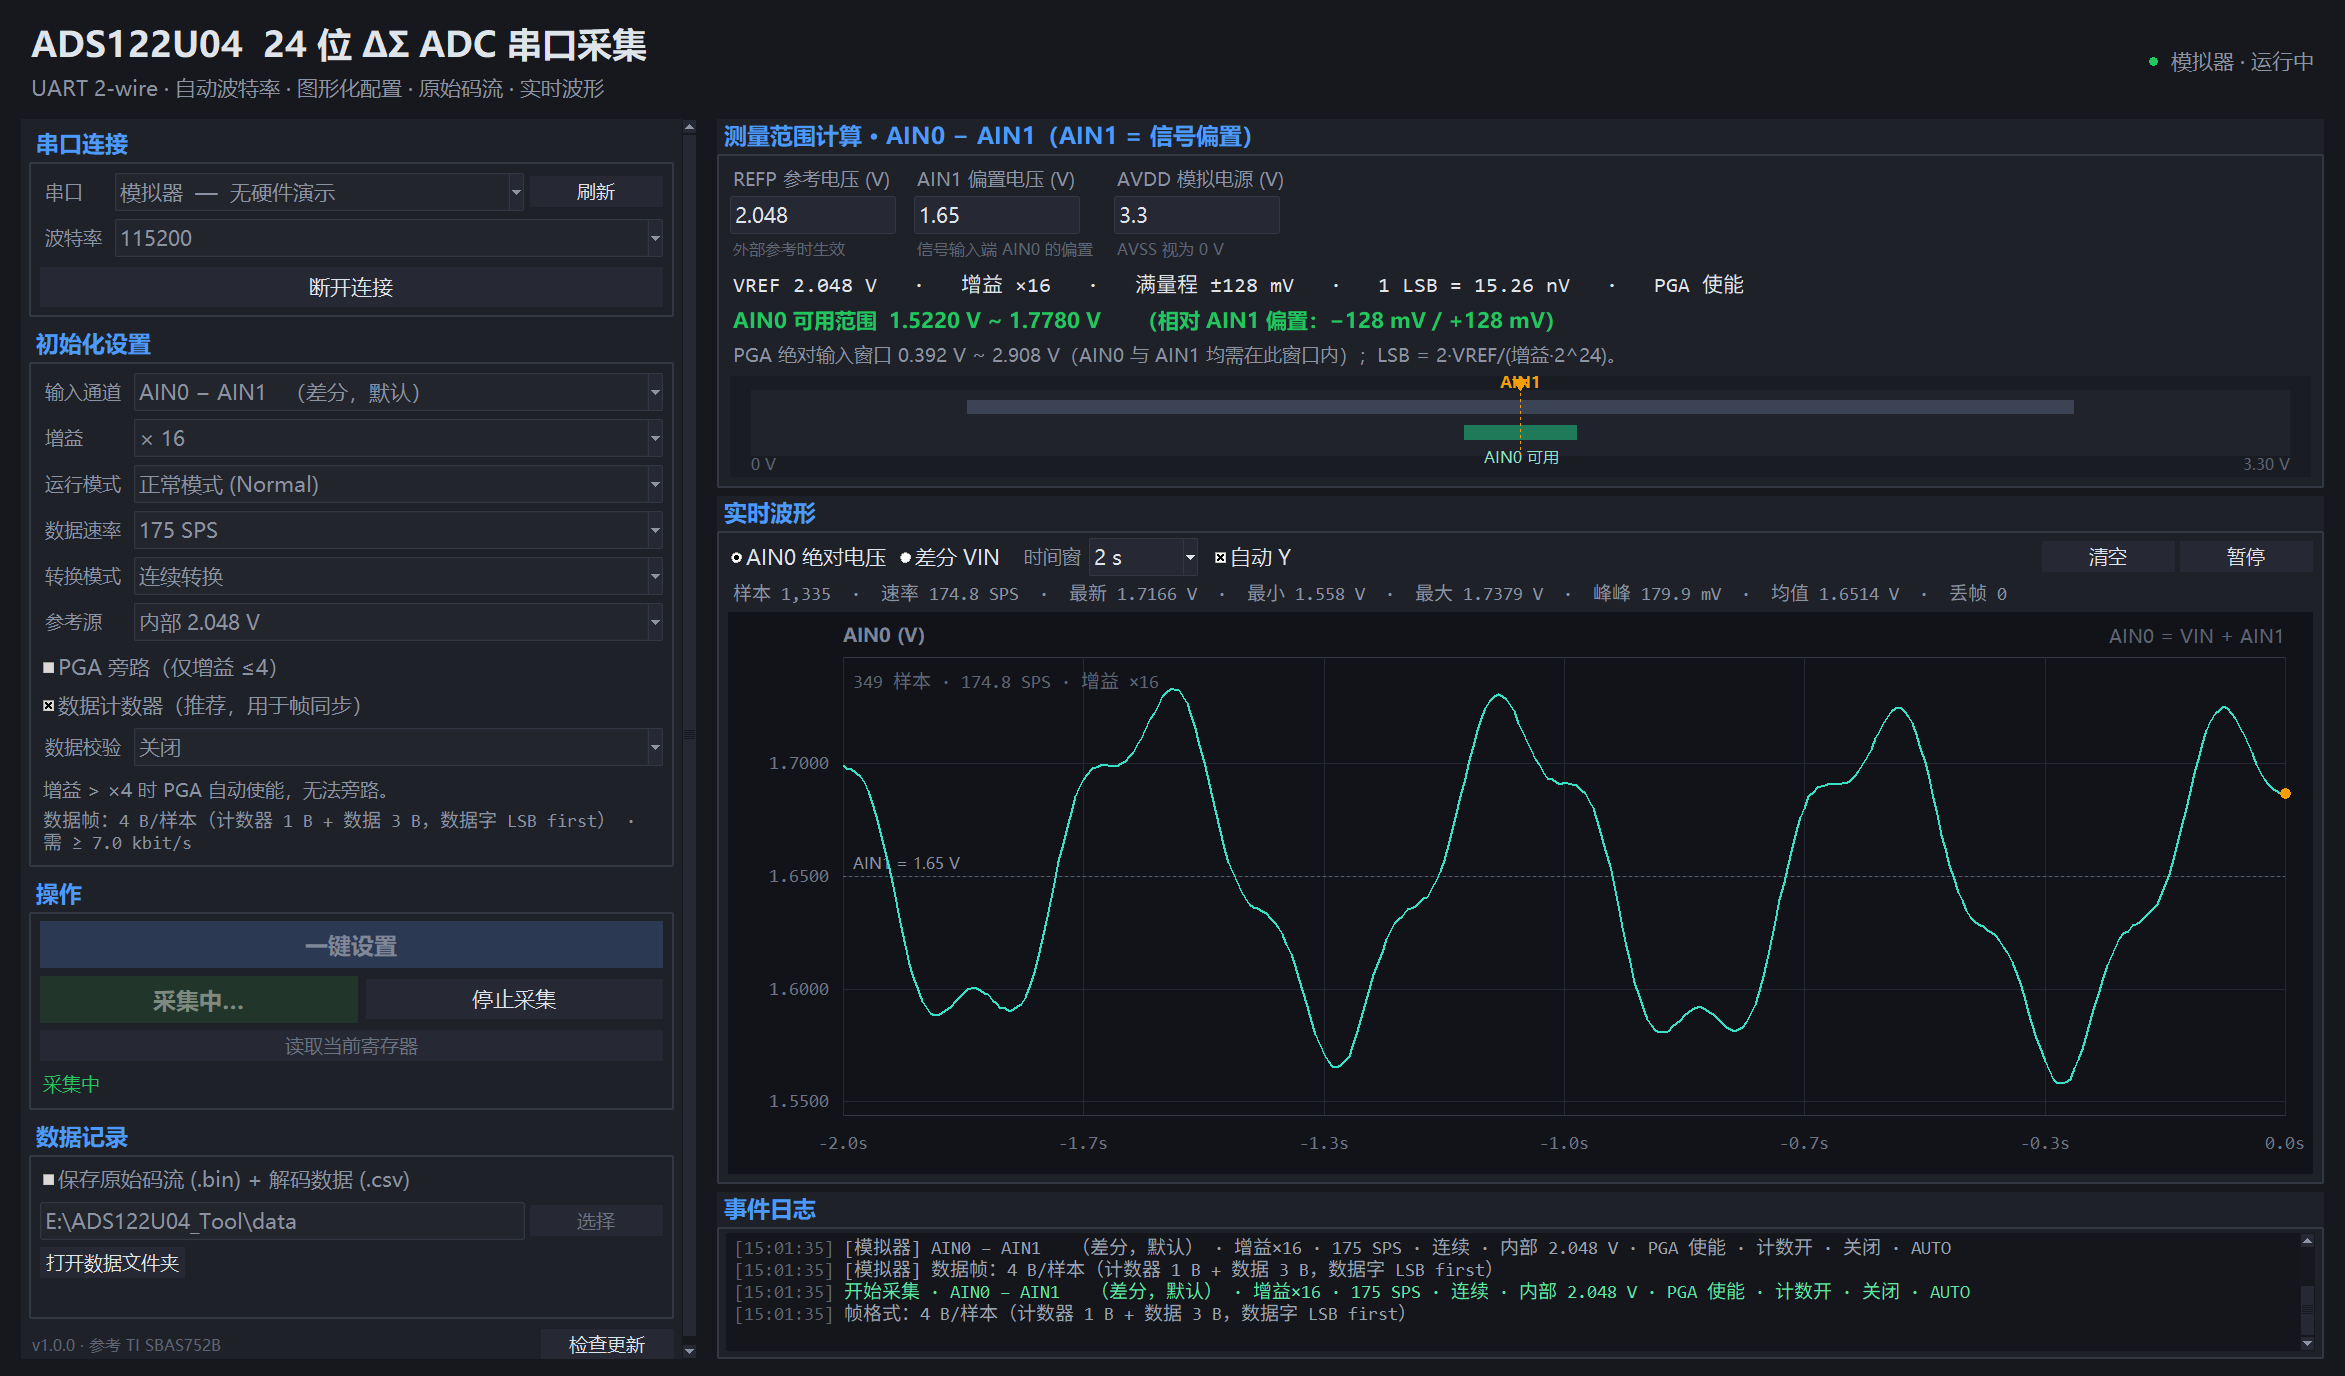 ADS122U04  24 位 ΔΣ ADC 串口采集
UART 2-wire · 自动波特率 · 图形化配置 · 原始码流 · 实时波形
模拟器 · 运行中
串口连接
串口 模拟器 — 无硬件演示 刷新
波特率 115200
断开连接
初始化设置
输入通道 AIN0 − AIN1 （差分，默认）
增益 × 16
运行模式 正常模式 (Normal)
数据速率 175 SPS
转换模式 连续转换
参考源 内部 2.048 V
PGA 旁路（仅增益 ≤4）
数据计数器（推荐，用于帧同步）
数据校验 关闭
增益 > ×4 时 PGA 自动使能，无法旁路。
数据帧：4 B/样本（计数器 1 B + 数据 3 B，数据字 LSB first） ·
需 ≥ 7.0 kbit/s
操作
一键设置
采集中... 停止采集
读取当前寄存器
采集中
数据记录
保存原始码流 (.bin) + 解码数据 (.csv)
E:\ADS122U04_Tool\data 选择
打开数据文件夹
v1.0.0 · 参考 TI SBAS752B 检查更新
测量范围计算 • AIN0 − AIN1（AIN1 = 信号偏置）
REFP 参考电压 (V) AIN1 偏置电压 (V) AVDD 模拟电源 (V)
2.048 1.65 3.3
外部参考时生效 信号输入端 AIN0 的偏置 AVSS 视为 0 V
VREF 2.048 V · 增益 ×16 · 满量程 ±128 mV · 1 LSB = 15.26 nV · PGA 使能
AIN0 可用范围 1.5220 V ~ 1.7780 V （相对 AIN1 偏置：−128 mV / +128 mV）
PGA 绝对输入窗口 0.392 V ~ 2.908 V（AIN0 与 AIN1 均需在此窗口内）；LSB = 2·VREF/(增益·2^24)。
AIN1
AIN0 可用
0 V 3.30 V
实时波形
AIN0 绝对电压 差分 VIN 时间窗 2 s 自动 Y 清空 暂停
样本 1,335 · 速率 174.8 SPS · 最新 1.7166 V · 最小 1.558 V · 最大 1.7379 V · 峰峰 179.9 mV · 均值 1.6514 V · 丢帧 0
AIN0 (V) AIN0 = VIN + AIN1
349 样本 · 174.8 SPS · 增益 ×16
1.7000
AIN1 = 1.65 V
1.6500
1.6000
1.5500
-2.0s -1.7s -1.3s -1.0s -0.7s -0.3s 0.0s
事件日志
[15:01:35] [模拟器] AIN0 − AIN1 （差分，默认） · 增益×16 · 175 SPS · 连续 · 内部 2.048 V · PGA 使能 · 计数开 · 关闭 · AUTO
[15:01:35] [模拟器] 数据帧：4 B/样本（计数器 1 B + 数据 3 B，数据字 LSB first）
[15:01:35] 开始采集 · AIN0 − AIN1 （差分，默认） · 增益×16 · 175 SPS · 连续 · 内部 2.048 V · PGA 使能 · 计数开 · 关闭 · AUTO
[15:01:35] 帧格式：4 B/样本（计数器 1 B + 数据 3 B，数据字 LSB first）